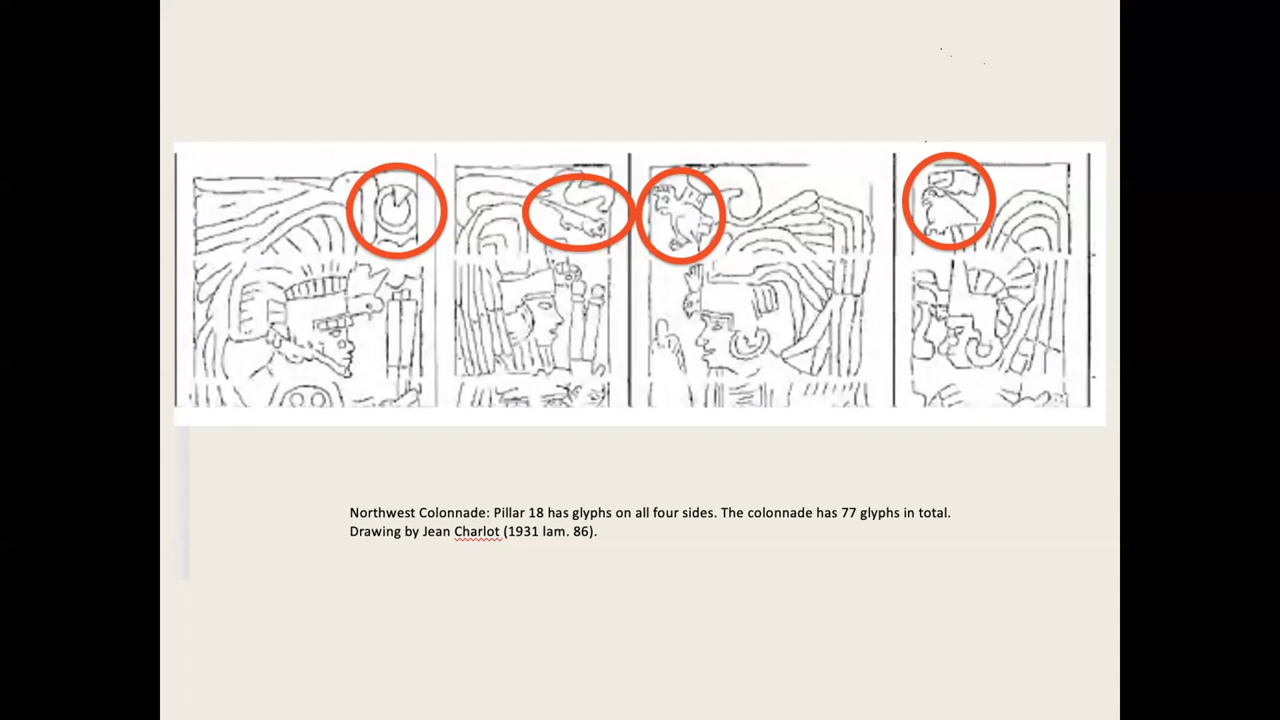 Northwest Colonnade: Pillar 18 has glyphs on all four sides. The colonnade has 77 glyphs in total.
Drawing by Jean Charlot (1931 lam. 86).